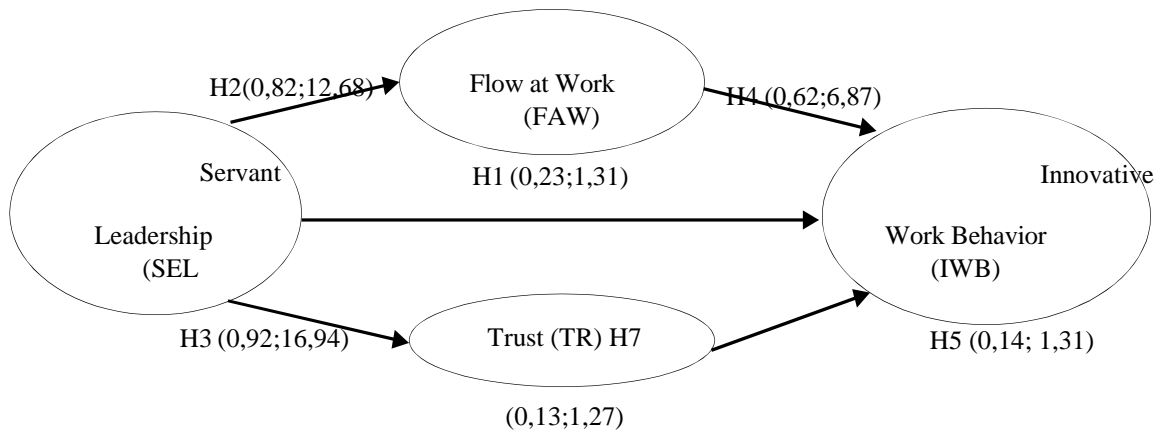 Flow at Work
(FAW)
H2(0,82;12,68)
H4 (0,62;6,87)
H1 (0,23;1,31)
Servant
Leadership
(SEL
Innovative
Work Behavior
(IWB)
H3 (0,92;16,94)
Trust (TR) H7
(0,13;1,27)
H5 (0,14; 1,31)